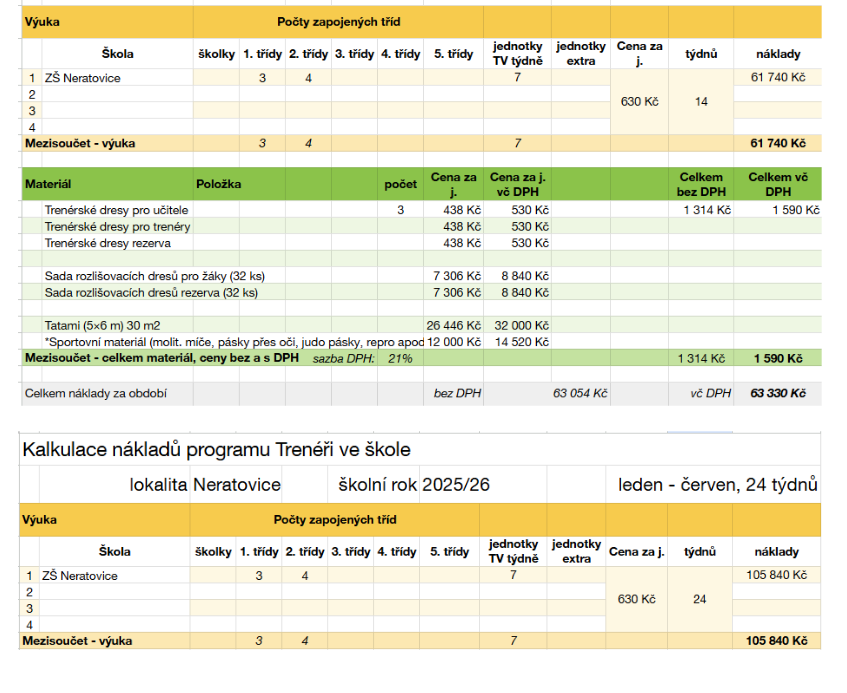 Výuka Počty zapojených tříd
Škola školky 1. třídy 2. třídy 3. třídy 4. třídy 5. třídy jednotky TV týdně jednotky extra Cena za j. týdnů náklady
1 ZŠ Neratovice 3 4 7 61 740 Kč
2
630 Kč 14
3
4
Mezisoučet - výuka 3 4 7 61 740 Kč
Materiál Položka počet Cena za j. Cena za j. vč DPH Celkem bez DPH Celkem vč DPH
Trenérské dresy pro učitele 3 438 Kč 530 Kč 1 314 Kč 1 590 Kč
Trenérské dresy pro trenéry 438 Kč 530 Kč
Trenérské dresy rezerva 438 Kč 530 Kč
Sada rozlišovacích dresů pro žáky (32 ks) 7 306 Kč 8 840 Kč
Sada rozlišovacích dresů rezerva (32 ks) 7 306 Kč 8 840 Kč
Tatami (5×6 m) 30 m2 26 446 Kč 32 000 Kč
*Sportovní materiál (molit. míče, pásky přes oči, judo pásky, repro apod 12 000 Kč 14 520 Kč
Mezisoučet - celkem materiál, ceny bez a s DPH sazba DPH: 21% 1 314 Kč 1 590 Kč
Celkem náklady za období bez DPH 63 054 Kč vč DPH 63 330 Kč
Kalkulace nákladů programu Trenéři ve škole
lokalita Neratovice školní rok 2025/26 leden - červen, 24 týdnů
Výuka Počty zapojených tříd
Škola školky 1. třídy 2. třídy 3. třídy 4. třídy 5. třídy jednotky TV týdně jednotky extra Cena za j. týdnů náklady
1 ZŠ Neratovice 3 4 7 105 840 Kč
2
630 Kč 24
3
4
Mezisoučet - výuka 3 4 7 105 840 Kč